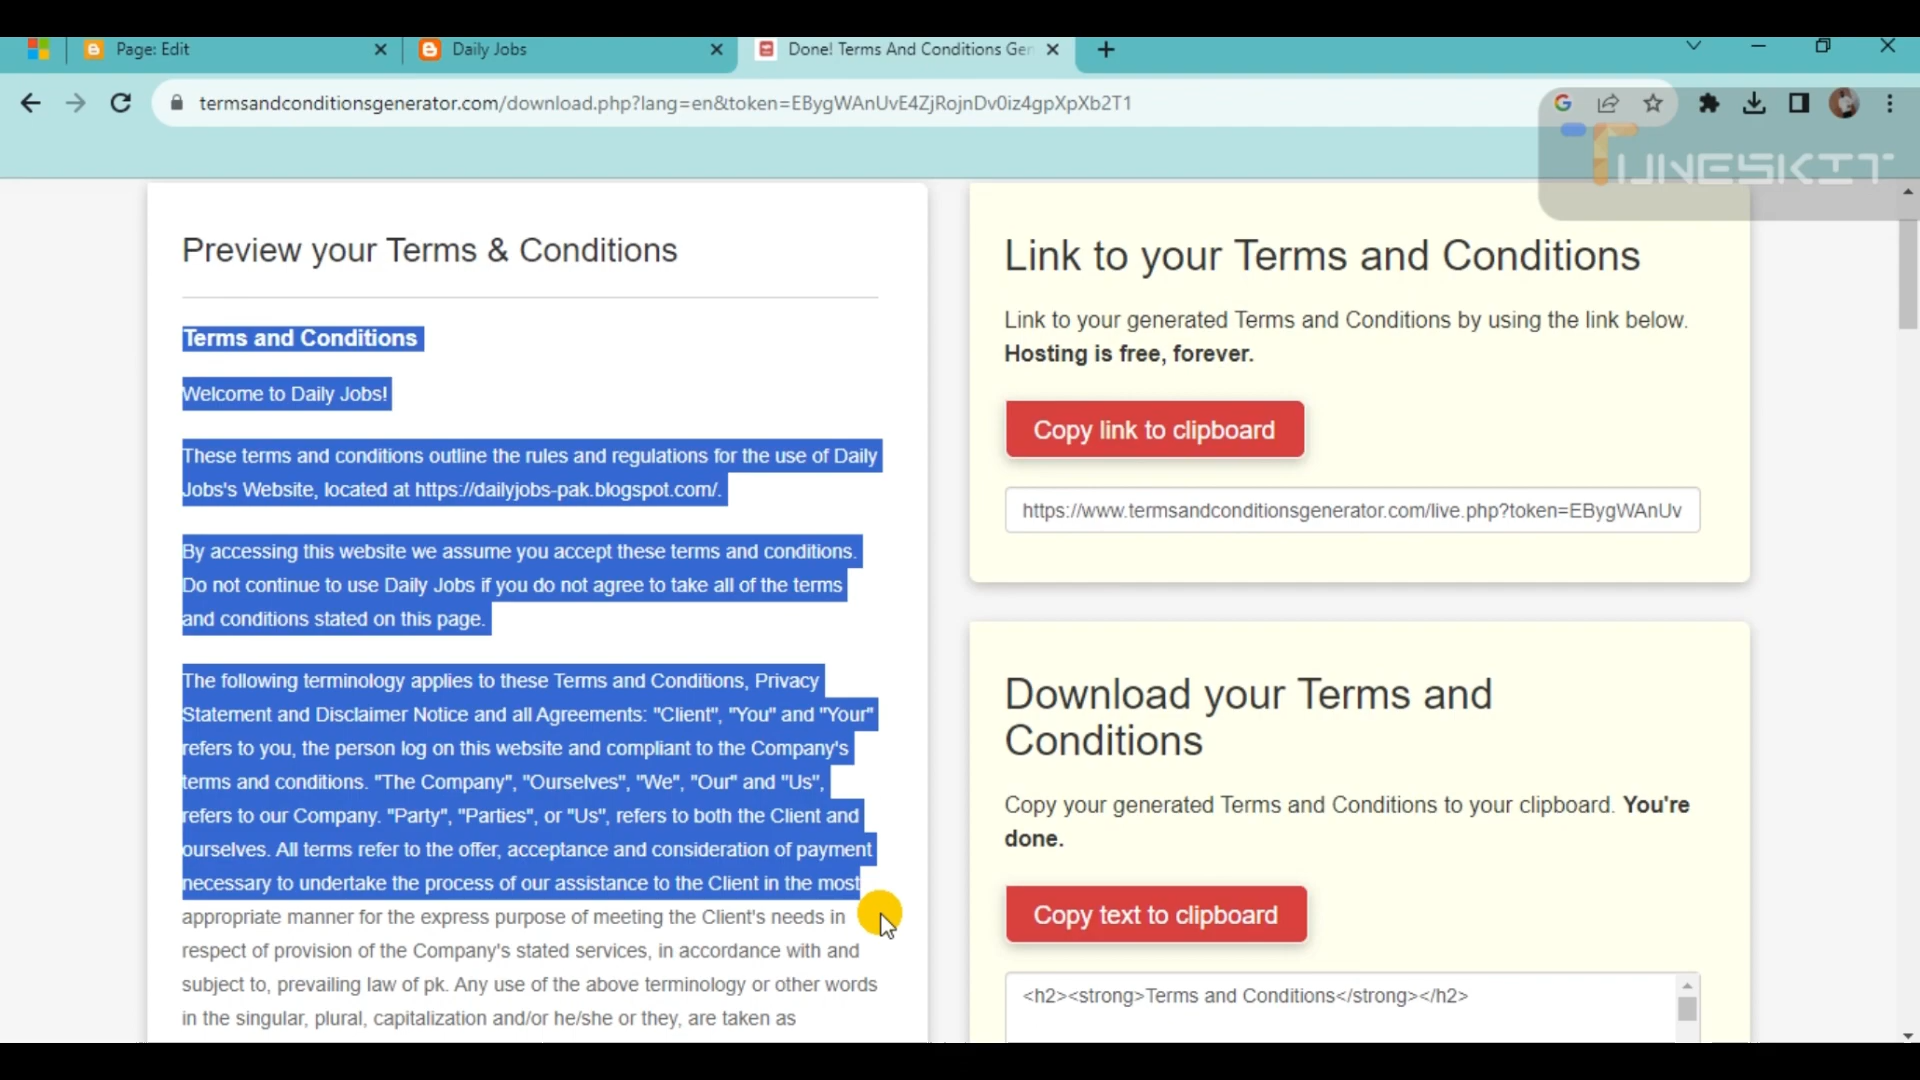 Page: Edit
Daily Jobs
Done! Terms And Conditions Gen
termsandconditionsgenerator.com/download.php?lang=en&token=EBygWAnUvE4ZjRojnDv0iz4gpXpXb2T1
TUNESKIT
Preview your Terms & Conditions
Terms and Conditions
Welcome to Daily Jobs!
These terms and conditions outline the rules and regulations for the use of Daily
Jobs's Website, located at https://dailyjobs-pak.blogspot.com/.
By accessing this website we assume you accept these terms and conditions.
Do not continue to use Daily Jobs if you do not agree to take all of the terms
and conditions stated on this page.
The following terminology applies to these Terms and Conditions, Privacy
Statement and Disclaimer Notice and all Agreements: "Client", "You" and "Your"
refers to you, the person log on this website and compliant to the Company's
terms and conditions. "The Company", "Ourselves", "We", "Our" and "Us",
refers to our Company. "Party", "Parties", or "Us", refers to both the Client and
ourselves. All terms refer to the offer, acceptance and consideration of payment
necessary to undertake the process of our assistance to the Client in the most
appropriate manner for the express purpose of meeting the Client's needs in
respect of provision of the Company's stated services, in accordance with and
subject to, prevailing law of pk. Any use of the above terminology or other words
in the singular, plural, capitalization and/or he/she or they, are taken as
Link to your Terms and Conditions
Link to your generated Terms and Conditions by using the link below.
Hosting is free, forever.
Copy link to clipboard
https://www.termsandconditionsgenerator.com/live.php?token=EBygWAnUv
Download your Terms and
Conditions
Copy your generated Terms and Conditions to your clipboard. You're
done.
Copy text to clipboard
<h2><strong>Terms and Conditions</strong></h2>